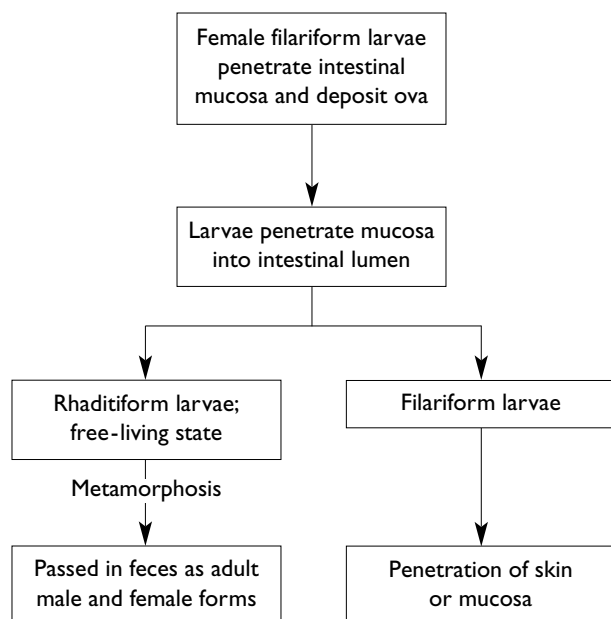 Female filariform larvae
penetrate intestinal
mucosa and deposit ova
Larvae penetrate mucosa
into intestinal lumen
Rhaditiform larvae;
free-living state
Filariform larvae
Metamorphosis
Passed in feces as adult
male and female forms
Penetration of skin
or mucosa